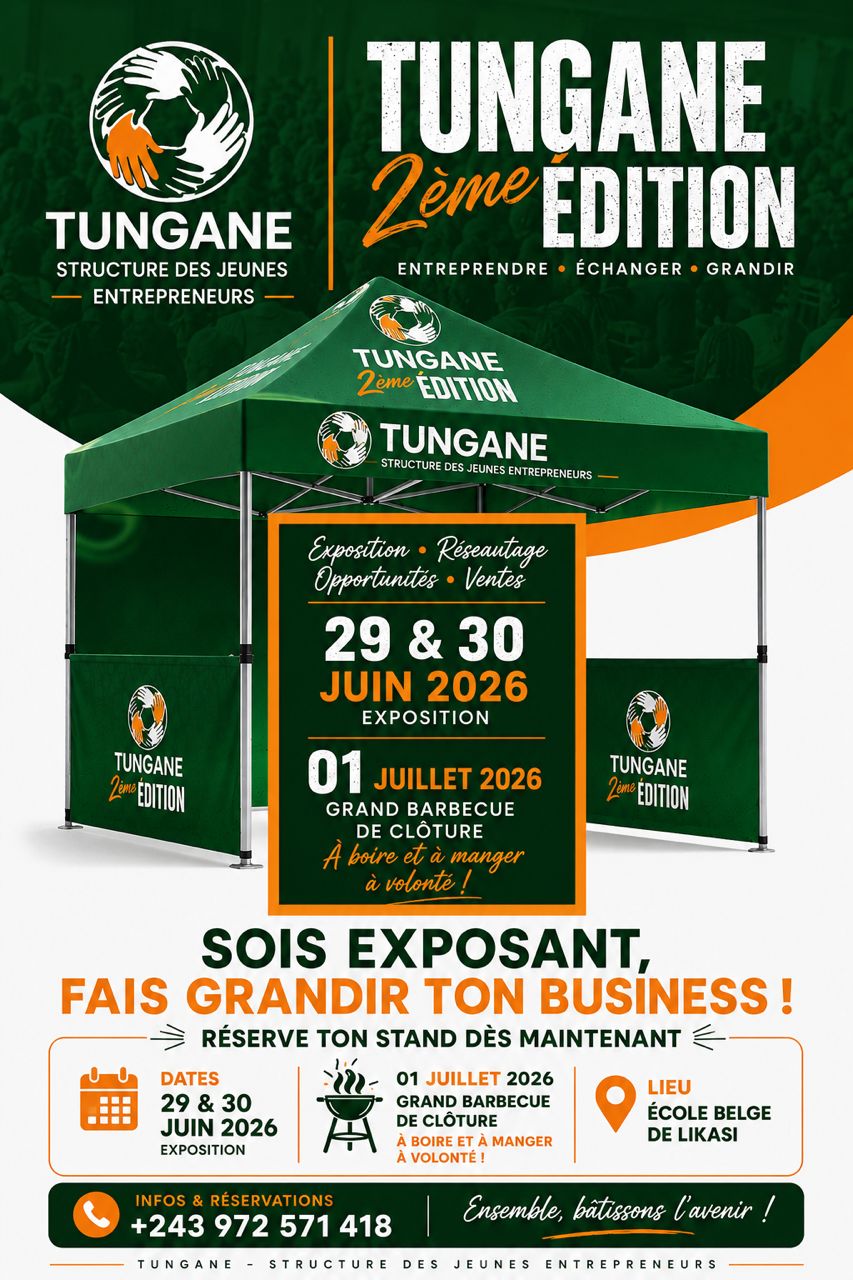 TUNGANE
STRUCTURE DES JEUNES
ENTREPRENEURS
TUNGANE
2ème ÉDITION
ENTREPRENDRE • ÉCHANGER • GRANDIR
TUNGANE
2ème ÉDITION
TUNGANE
STRUCTURE DES JEUNES ENTREPRENEURS
Exposition • Réseautage
Opportunités • Ventes
29 & 30
JUIN 2026
EXPOSITION
01 JUILLET 2026
GRAND BARBECUE
DE CLÔTURE
À boire et à manger
à volonté !
TUNGANE
2ème ÉDITION
TUNGANE
2ème ÉDITION
SOIS EXPOSANT,
FAIS GRANDIR TON BUSINESS !
RÉSERVE TON STAND DÈS MAINTENANT
DATES
29 & 30
JUIN 2026
EXPOSITION
01 JUILLET 2026
GRAND BARBECUE
DE CLÔTURE
À BOIRE ET À MANGER
À VOLONTÉ !
LIEU
ÉCOLE BELGE
DE LIKASI
INFOS & RÉSERVATIONS
+243 972 571 418
Ensemble, bâtissons l'avenir !
TUNGANE - STRUCTURE DES JEUNES ENTREPRENEURS